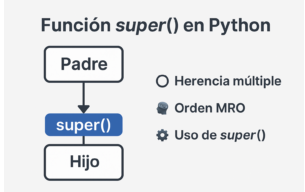 Función super() en Python
Padre
super()
Hijo
Herencia múltiple
Orden MRO
Uso de super()